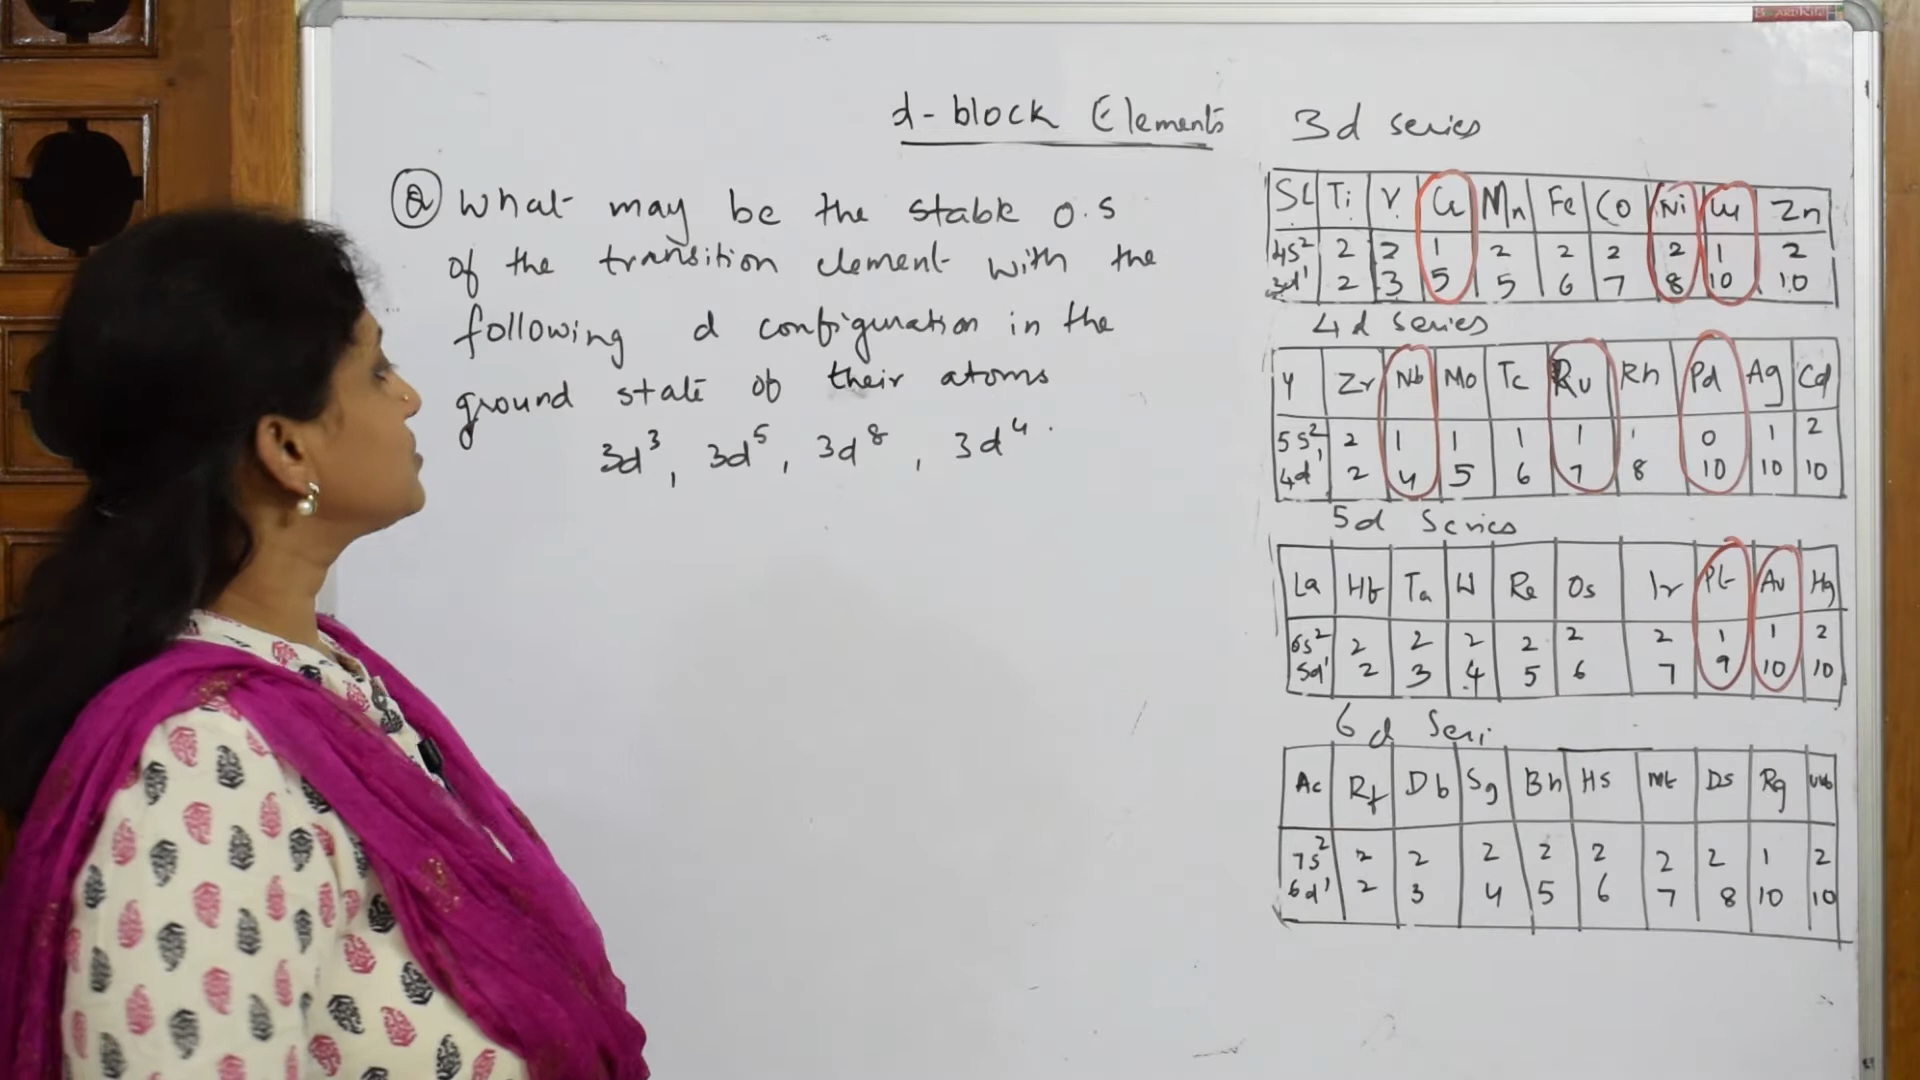 d-block Elements
Q What may be the stable O.S
of the transition element with the
following d configuration in the
ground state of their atoms
3d³, 3d⁵, 3d⁸, 3d⁴.
3d series
Sc Ti V Cr Mn Fe Co Ni Cu Zn
4s² 2 2 1 2 2 2 2 1 2
3d¹ 2 3 5 5 6 7 8 10 10
4d series
Y Zr Nb Mo Tc Ru Rh Pd Ag Cd
5s² 2 1 1 1 1 1 0 1 2
4d¹ 2 4 5 6 7 8 10 10 10
5d Series
La Hf Ta W Re Os Ir Pt Au Hg
6s² 2 2 2 2 2 2 1 1 2
5d¹ 2 3 4 5 6 7 9 10 10
6d Seri
Ac Rf Db Sg Bh Hs Mt Ds Rg Uub
7s² 2 2 2 2 2 2 2 1 2
6d¹ 2 3 4 5 6 7 8 10 10